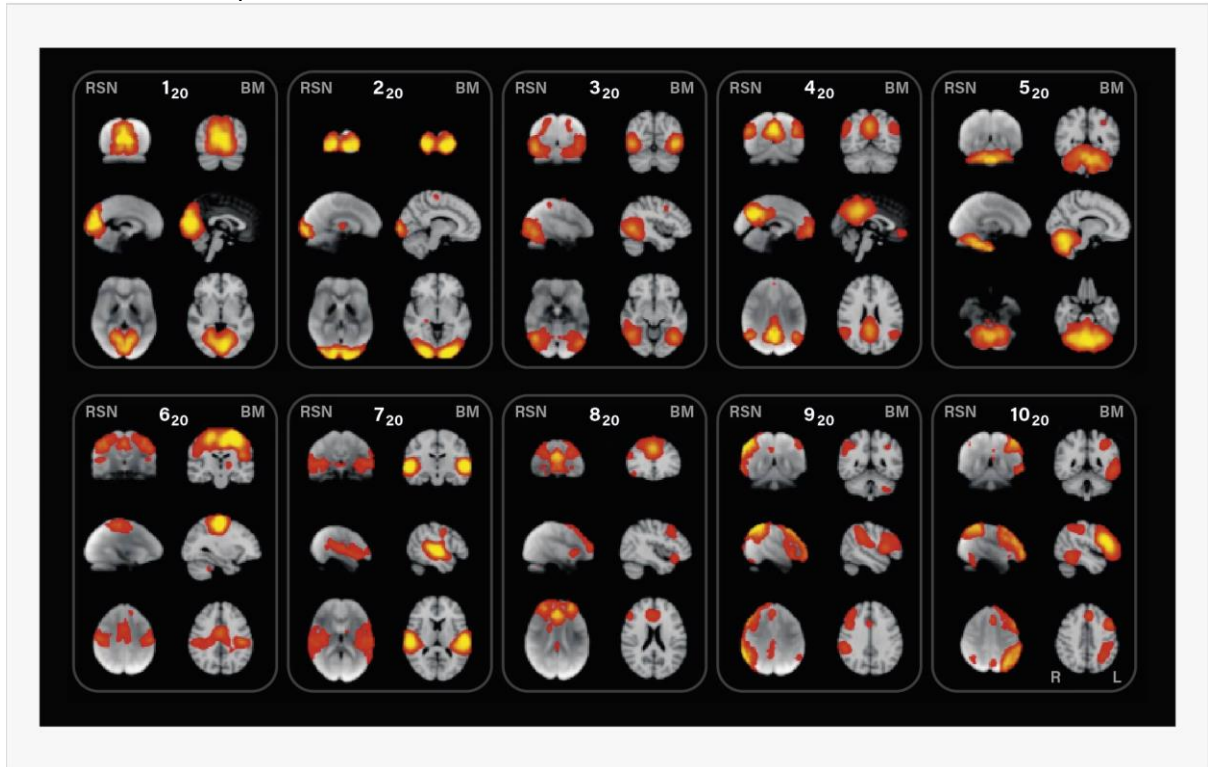 RSN 1₂₀ BM
RSN 2₂₀ BM
RSN 3₂₀ BM
RSN 4₂₀ BM
RSN 5₂₀ BM
RSN 6₂₀ BM
RSN 7₂₀ BM
RSN 8₂₀ BM
RSN 9₂₀ BM
RSN 10₂₀ BM
R L